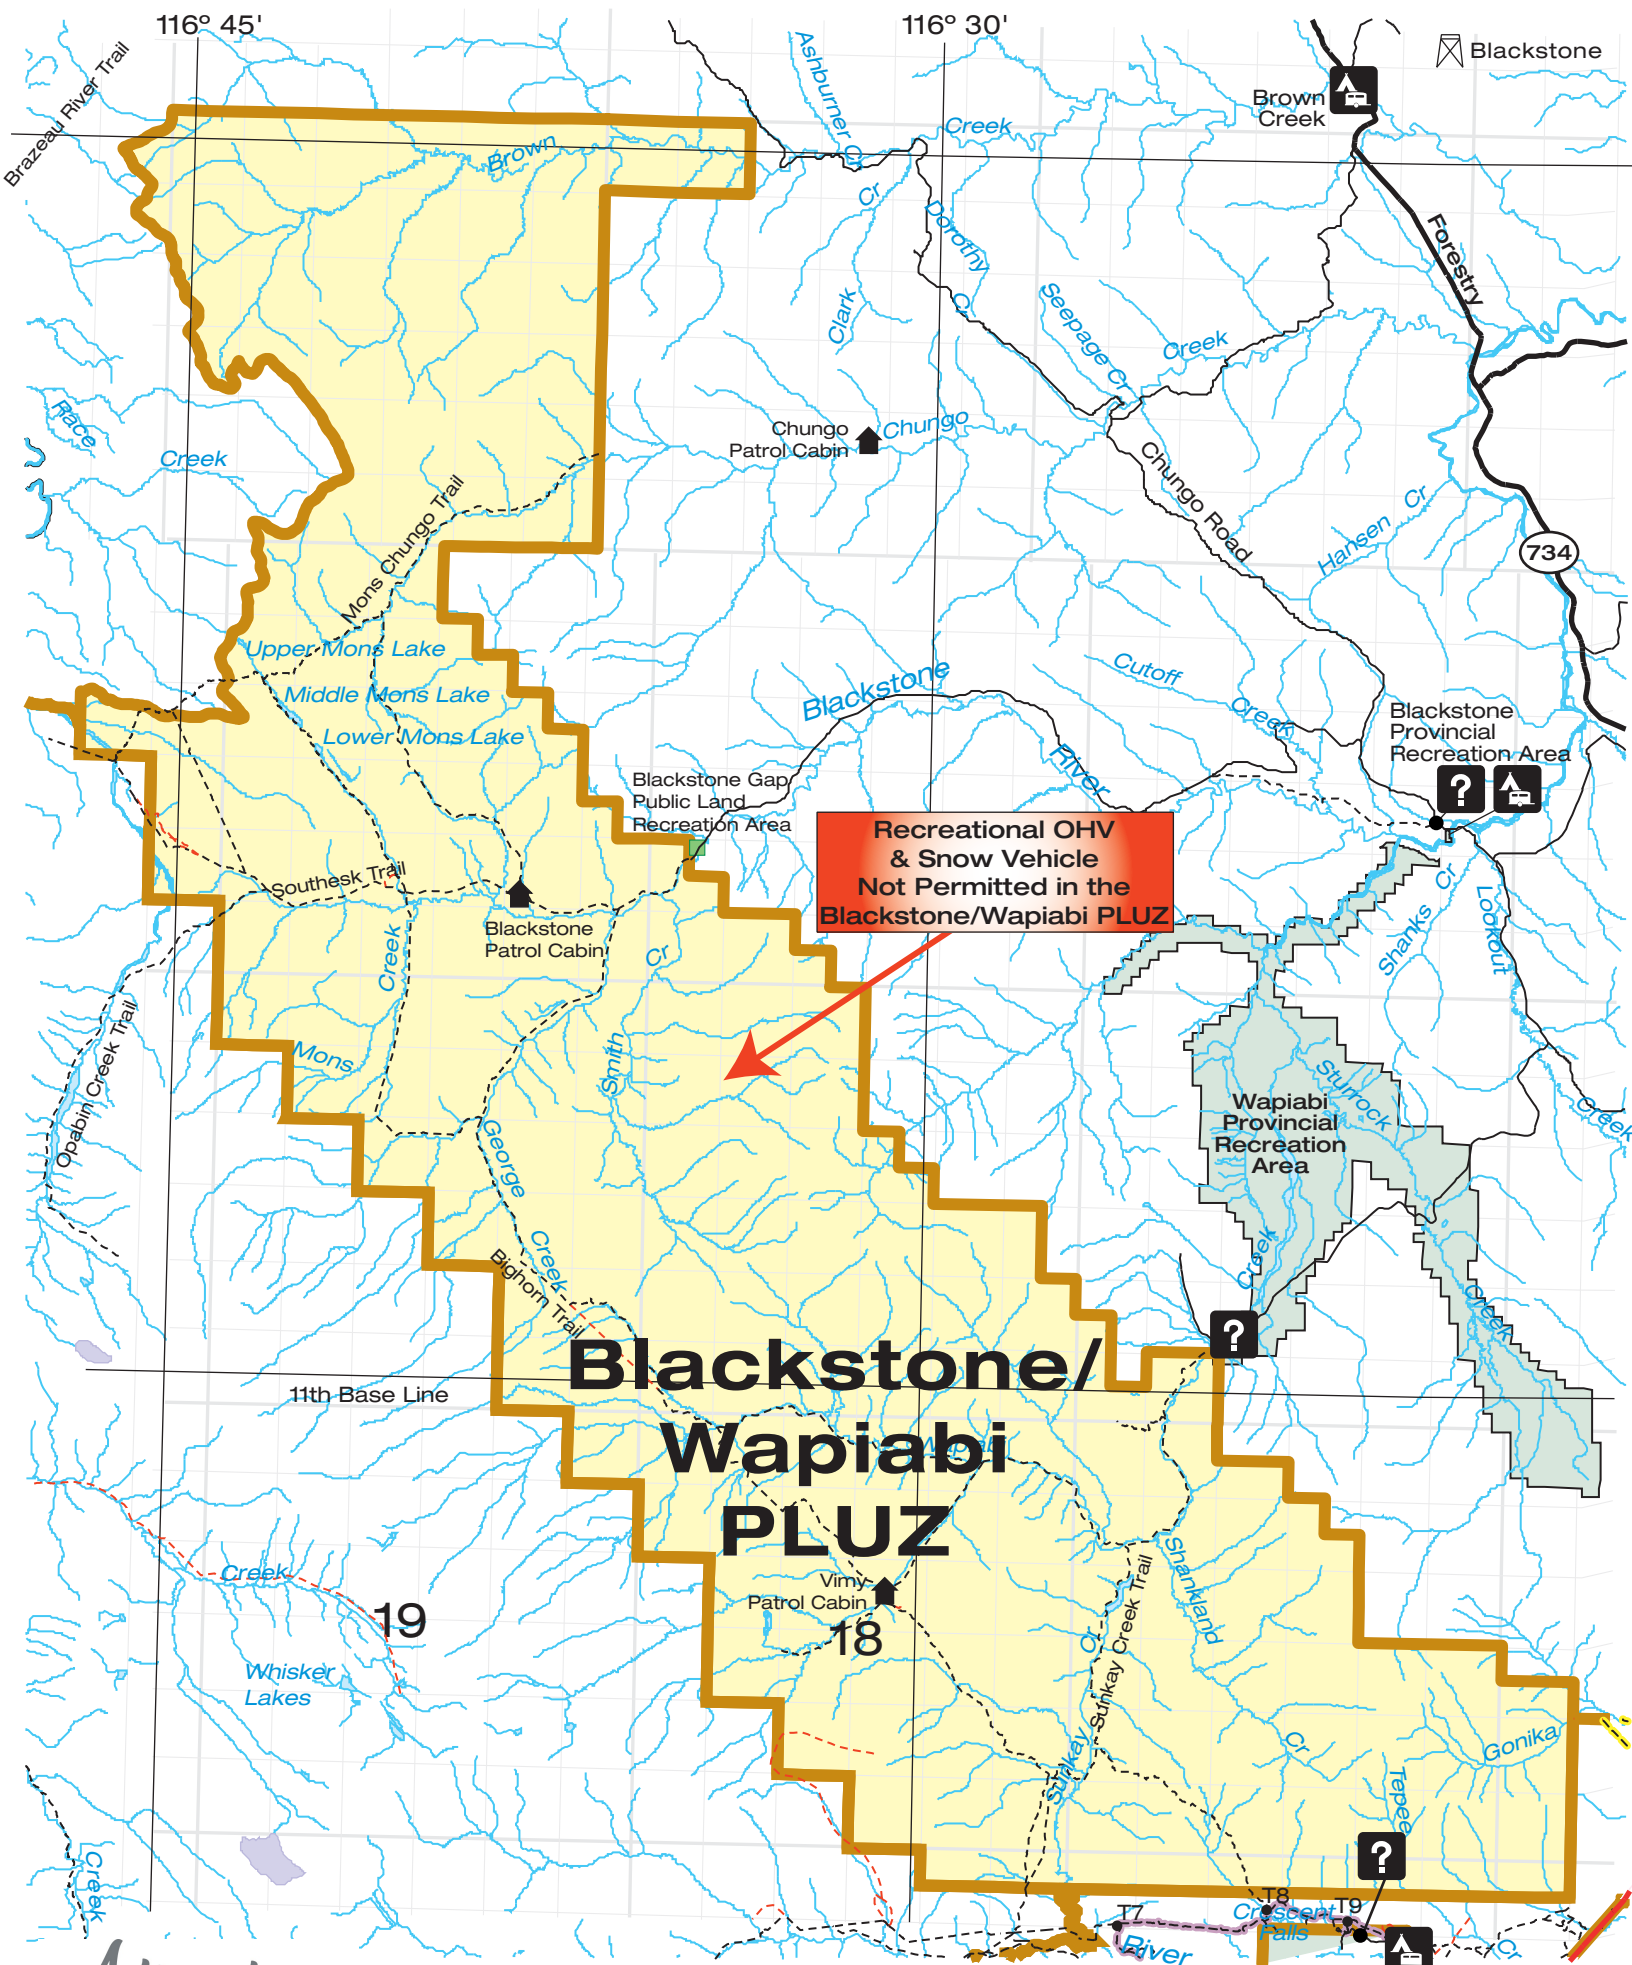 116° 45'
116° 30'
Blackstone
Brazeau River Trail
Ashburner Cr
Brown
Creek
Brown
Creek
Creek
Cr
Clark
Dorothy
Cr
Forestry
Seepage Cr
Creek
Race
Creek
Chungo
Patrol Cabin
Chungo
Chungo Road
Hansen Cr
734
Mons Chungo Trail
Upper Mons Lake
Middle Mons Lake
Lower Mons Lake
Blackstone
River
Cutoff
Creek
Blackstone
Provincial
Recreation Area
?
Blackstone Gap
Public Land
Recreation Area
Recreational OHV
& Snow Vehicle
Not Permitted in the
Blackstone/Wapiabi PLUZ
Southesk Trail
Blackstone
Patrol Cabin
Creek
Mons
Cr
Smith
Shanks Cr
Lookout
Creek
Opabin Creek Trail
George
Creek
Bighorn Trail
Wapiabi
Provincial
Recreation
Area
Sturrock
Creek
Creek
?
11th Base Line
Blackstone/
Wapiabi
PLUZ
Wapiabi
Creek
19
Whisker
Lakes
Vimy
Patrol Cabin
18
Sunkay Cr
Sunkay Creek Trail
Shankland
Cr
Gonika
Tepee
?
Creek
T7
T8
T9
Crescent
Falls
River
Cr